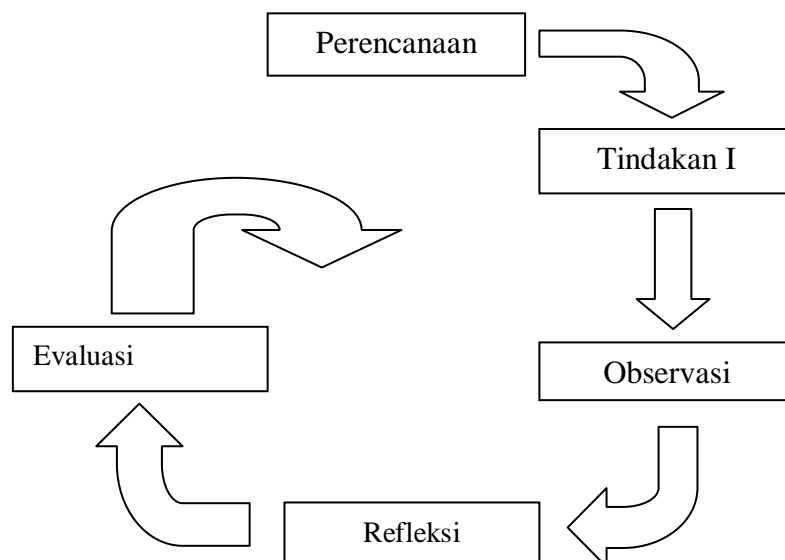 Perencanaan
Tindakan I
Observasi
Refleksi
Evaluasi